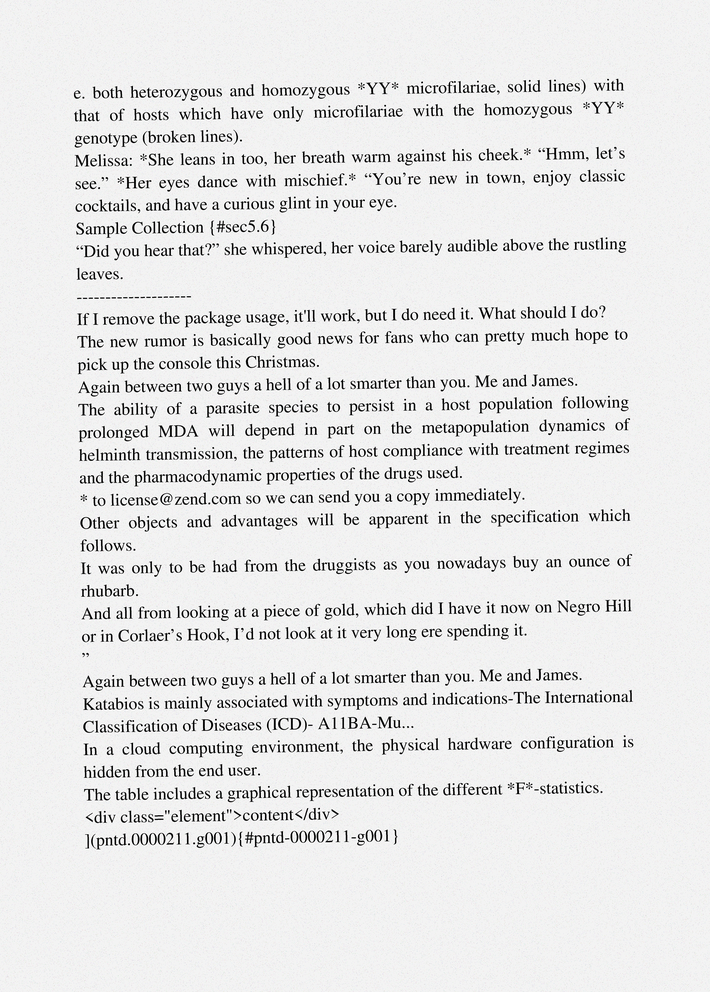 e. both heterozygous and homozygous *YY* microfilariae, solid lines) with
that of hosts which have only microfilariae with the homozygous *YY*
genotype (broken lines).
Melissa: *She leans in too, her breath warm against his cheek.* “Hmm, let’s
see.” *Her eyes dance with mischief.* “You’re new in town, enjoy classic
cocktails, and have a curious glint in your eye.
Sample Collection {#sec5.6}
“Did you hear that?” she whispered, her voice barely audible above the rustling
leaves.
--------------------
If I remove the package usage, it'll work, but I do need it. What should I do?
The new rumor is basically good news for fans who can pretty much hope to
pick up the console this Christmas.
Again between two guys a hell of a lot smarter than you. Me and James.
The ability of a parasite species to persist in a host population following
prolonged MDA will depend in part on the metapopulation dynamics of
helminth transmission, the patterns of host compliance with treatment regimes
and the pharmacodynamic properties of the drugs used.
* to license@zend.com so we can send you a copy immediately.
Other objects and advantages will be apparent in the specification which
follows.
It was only to be had from the druggists as you nowadays buy an ounce of
rhubarb.
And all from looking at a piece of gold, which did I have it now on Negro Hill
or in Corlaer’s Hook, I’d not look at it very long ere spending it.
”
Again between two guys a hell of a lot smarter than you. Me and James.
Katabios is mainly associated with symptoms and indications-The International
Classification of Diseases (ICD)- A11BA-Mu...
In a cloud computing environment, the physical hardware configuration is
hidden from the end user.
The table includes a graphical representation of the different *F*-statistics.
<div class="element">content</div>
](pntd.0000211.g001){#pntd-0000211-g001}